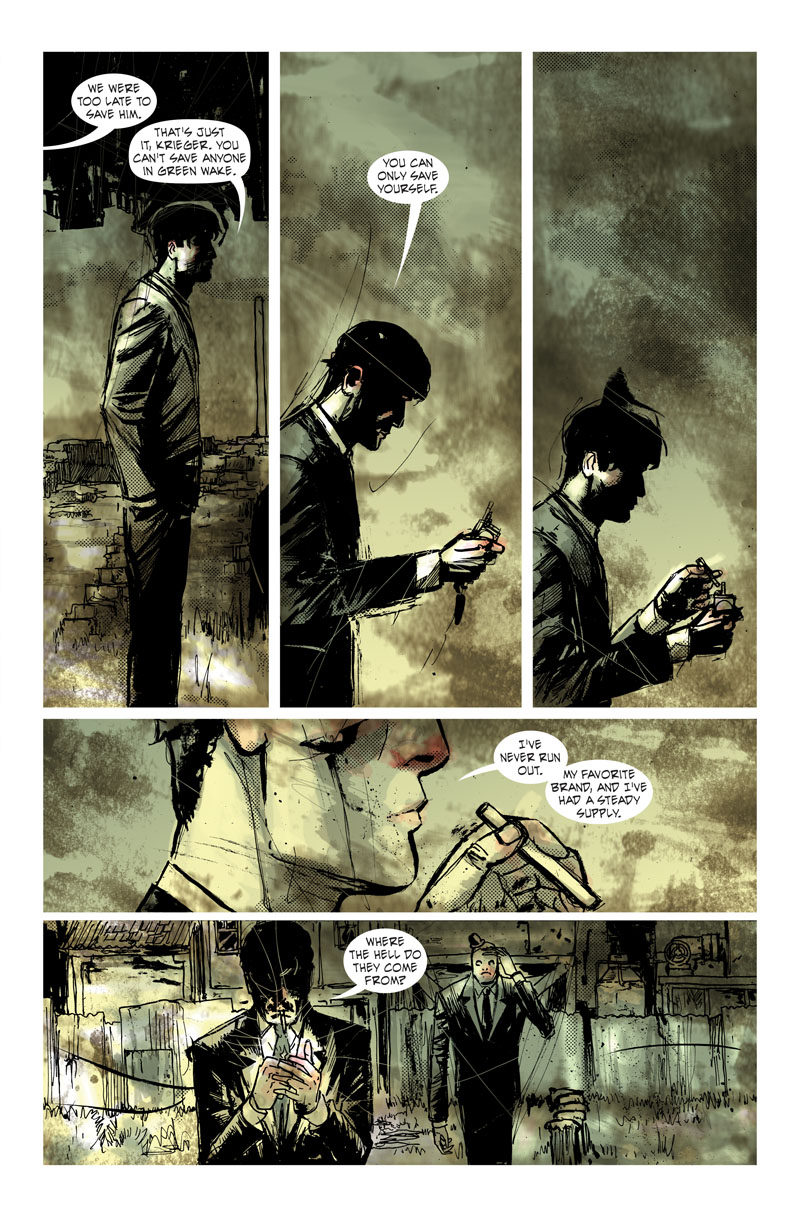 WE WERE
TOO LATE TO
SAVE HIM.
THAT'S JUST
IT, KRIEGER. YOU
CAN'T SAVE ANYONE
IN GREEN WAKE.
YOU CAN
ONLY SAVE
YOURSELF.
I'VE
NEVER RUN
OUT.
MY FAVORITE
BRAND, AND I'VE
HAD A STEADY
SUPPLY.
WHERE
THE HELL DO
THEY COME
FROM?